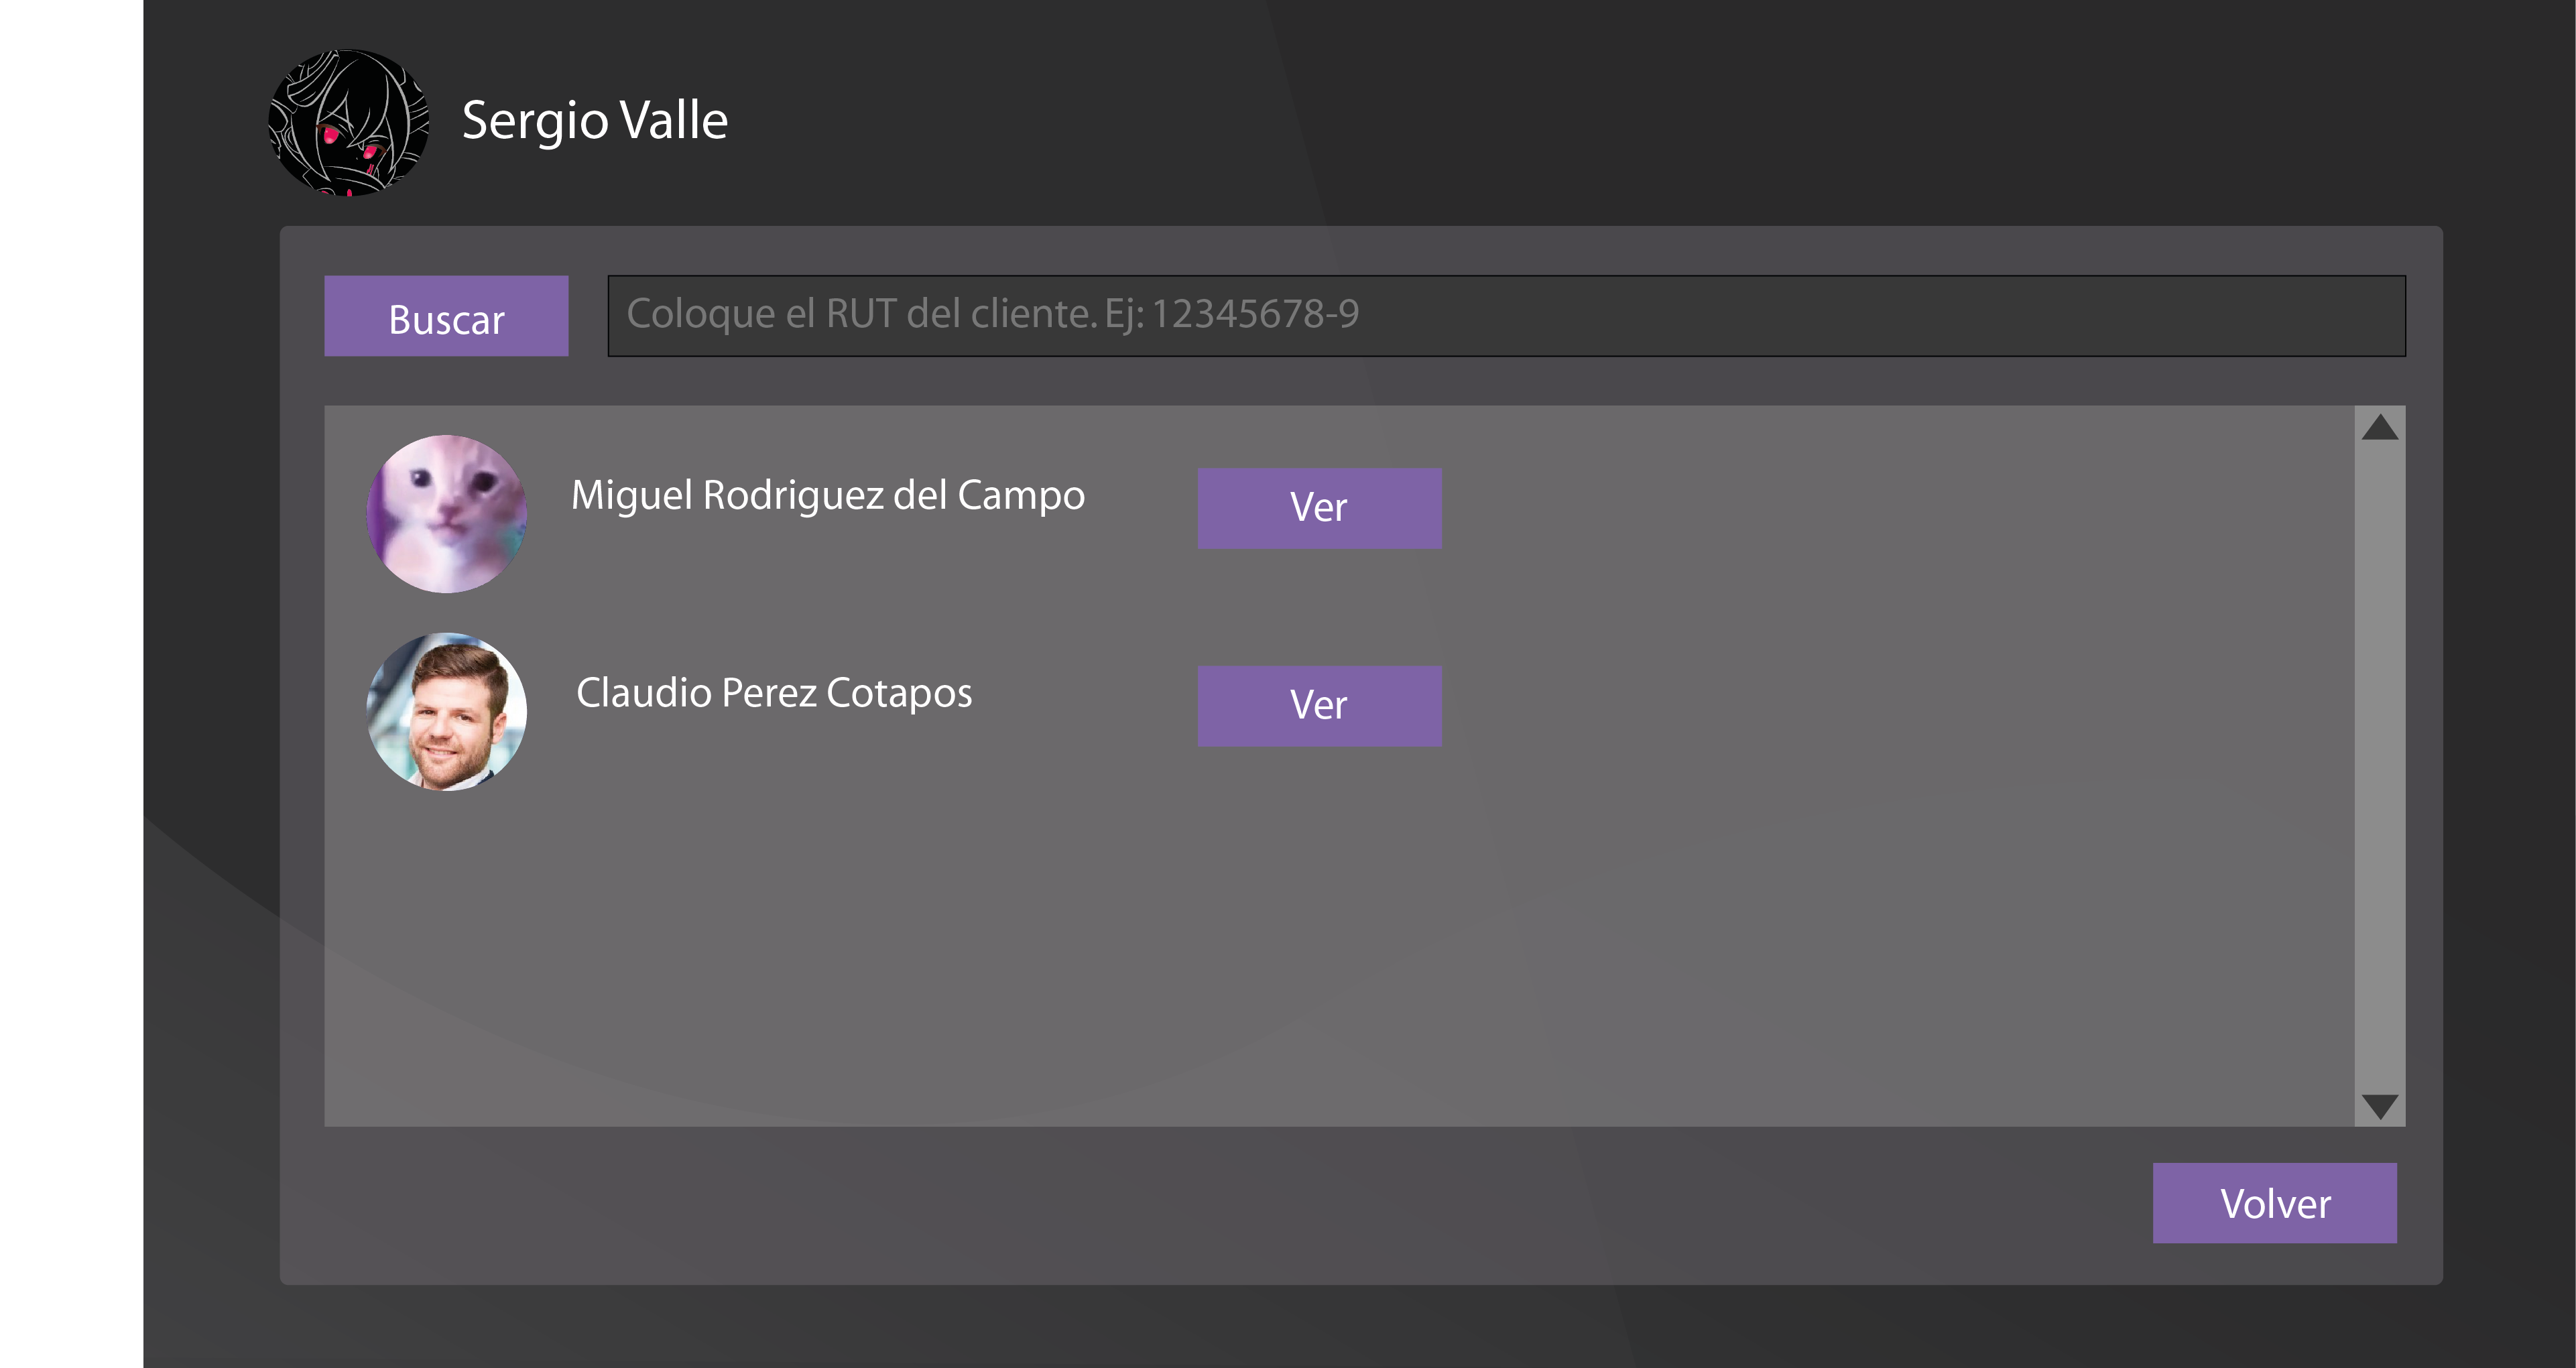 Sergio Valle
Buscar
Coloque el RUT del cliente. Ej: 12345678-9
Miguel Rodriguez del Campo
Ver
Claudio Perez Cotapos
Ver
Volver